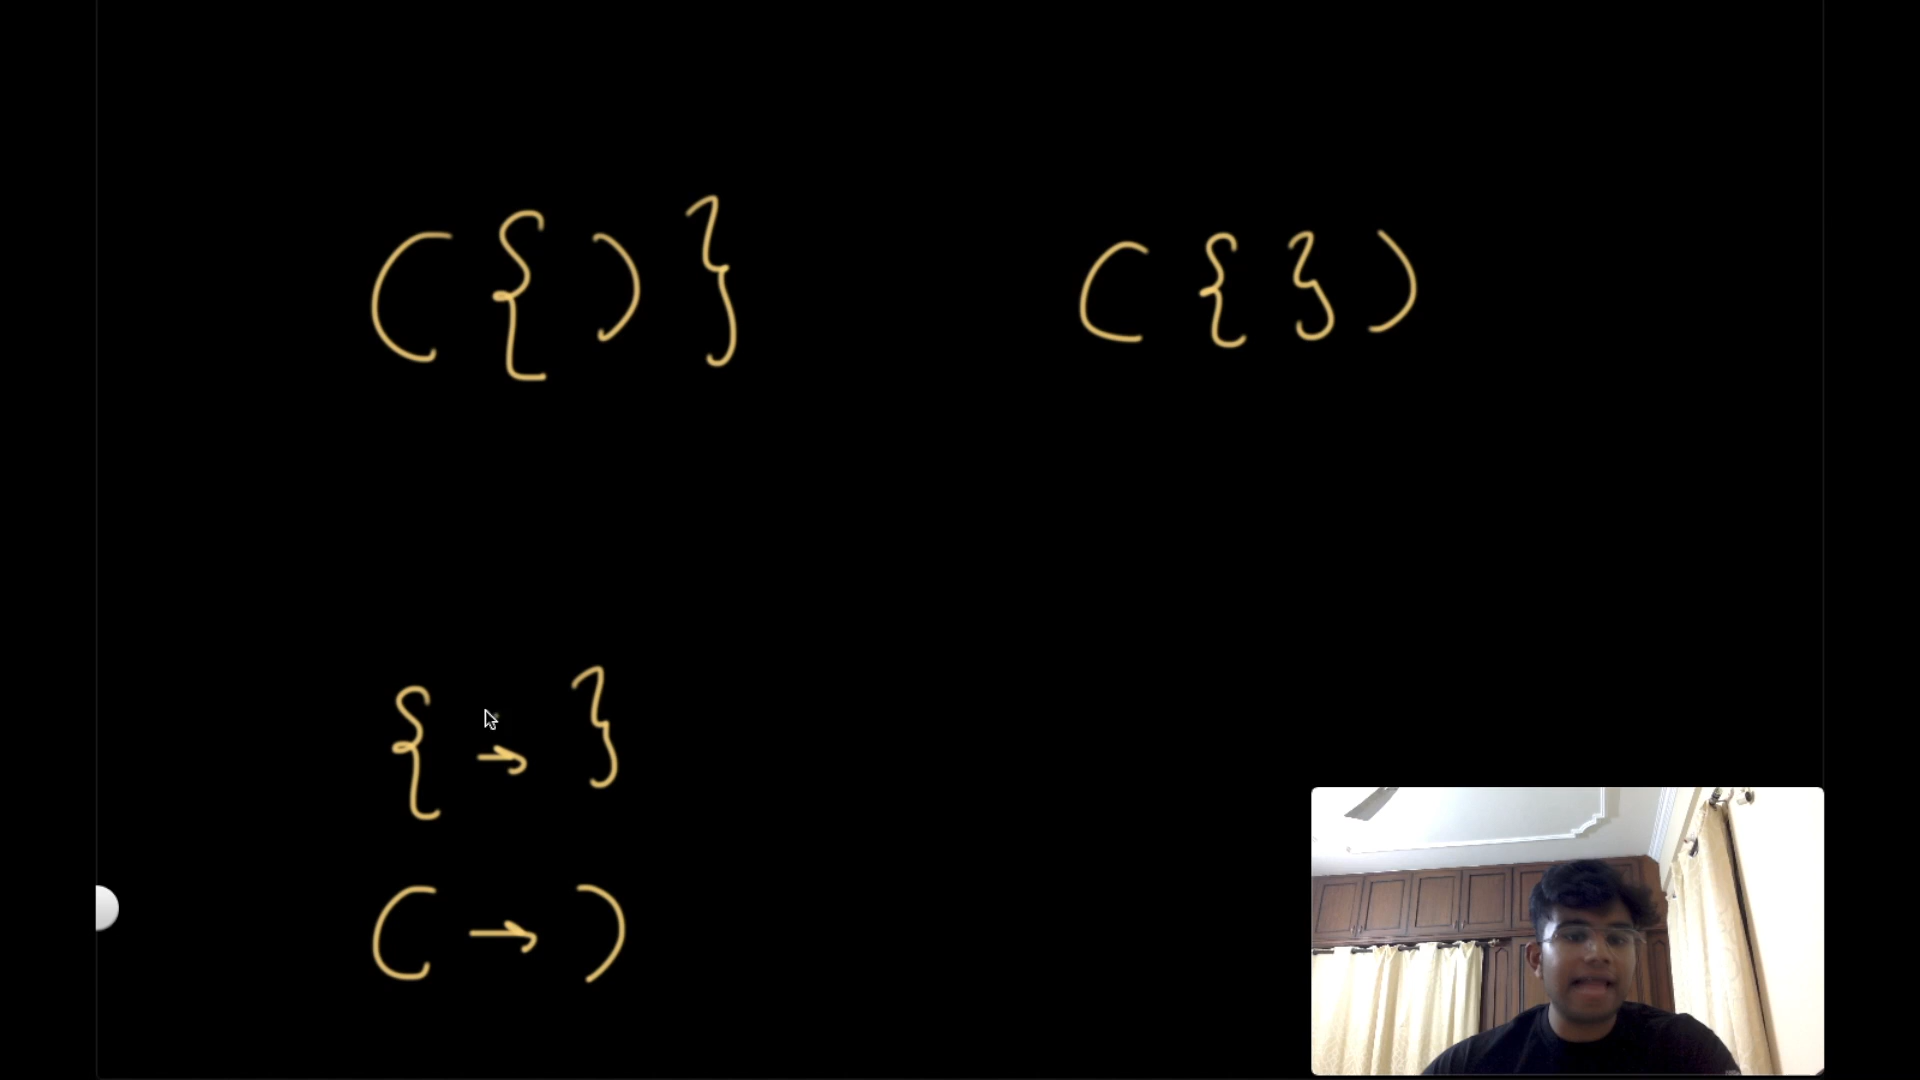 ( { ) }
( { } )
{ → }
( → )